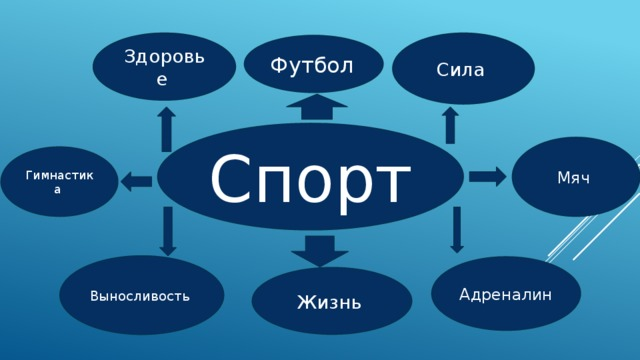 Здоровь
е
Футбол
Сила
Гимнастик
а
Спорт
Мяч
Выносливость
Жизнь
Адреналин